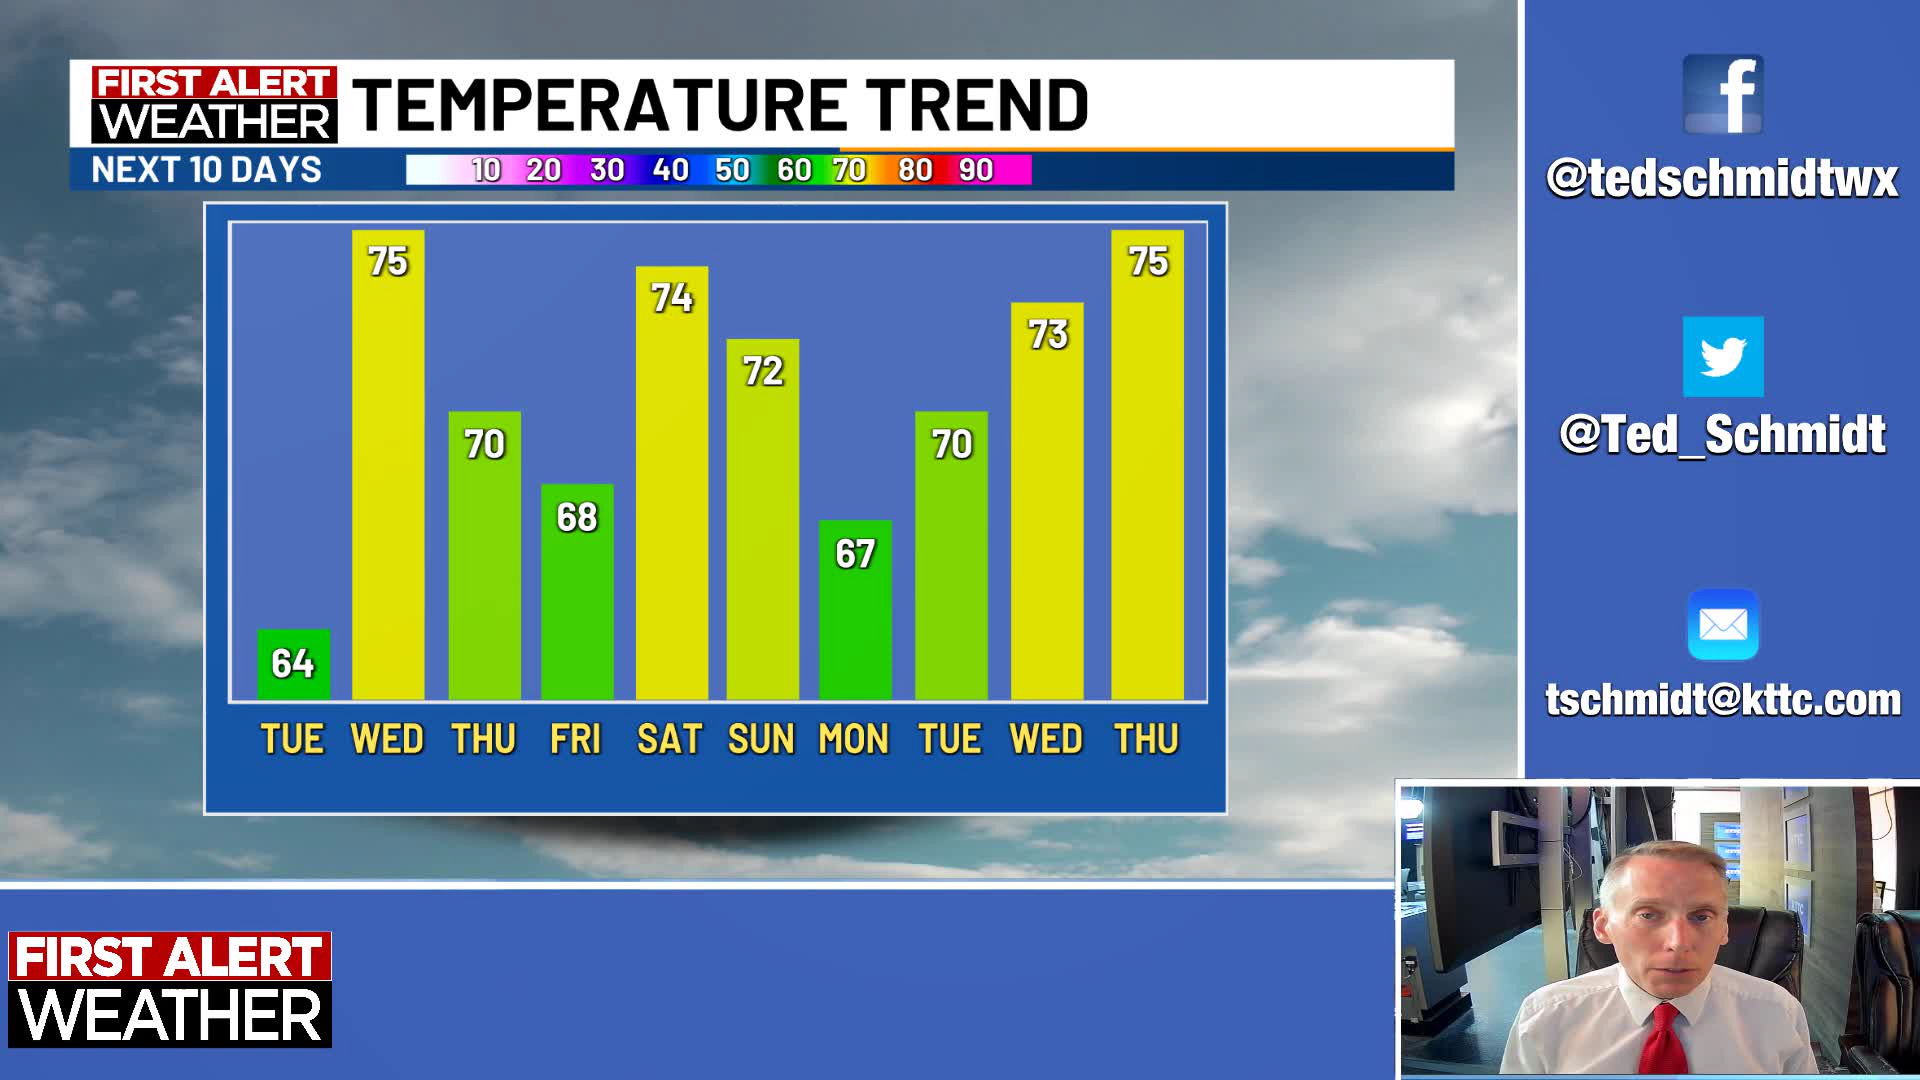 FIRST ALERT
WEATHER
TEMPERATURE TREND
NEXT 10 DAYS
10 20 30 40 50 60 70 80 90
75 75
74
73
72
70 70
68
67
64
TUE WED THU FRI SAT SUN MON TUE WED THU
@tedschmidtwx
@Ted_Schmidt
tschmidt@kttc.com
FIRST ALERT
WEATHER